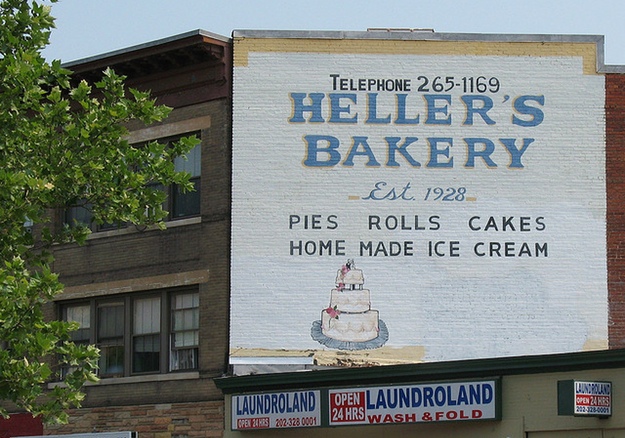 TELEPHONE 265-1169
HELLER'S
BAKERY
Est. 1928
PIES ROLLS CAKES
HOME MADE ICE CREAM
LAUNDROLAND
OPEN 24 HRS 202-328-0001
OPEN
24 HRS
LAUNDROLAND
WASH & FOLD
LAUNDROLAND
OPEN 24 HRS
202-328-0001